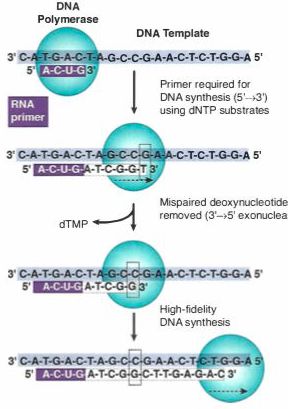 DNA
Polymerase
DNA Template
3' C-A-T-G-A-C-T-A-G-C-C-G-A-A-C-T-C-T-G-G-A 5'
5' A-C-U-G 3'
RNA
primer
Primer required for
DNA synthesis (5'→3')
using dNTP substrates
3' C-A-T-G-A-C-T-A-G-C-C-G-A-A-C-T-C-T-G-G-A 5'
5' A-C-U-G-A-T-C-G-G-T 3'
Mispaired deoxynucleotide
removed (3'→5' exonuclea
dTMP
3' C-A-T-G-A-C-T-A-G-C-C-G-A-A-C-T-C-T-G-G-A 5'
5' A-C-U-G-A-T-C-G-G 3'
High-fidelity
DNA synthesis
3' C-A-T-G-A-C-T-A-G-C-C-G-A-A-C-T-C-T-G-G-A 5'
5' A-C-U-G-A-T-C-G-G-C-T-T-G-A-G-A-C 3'